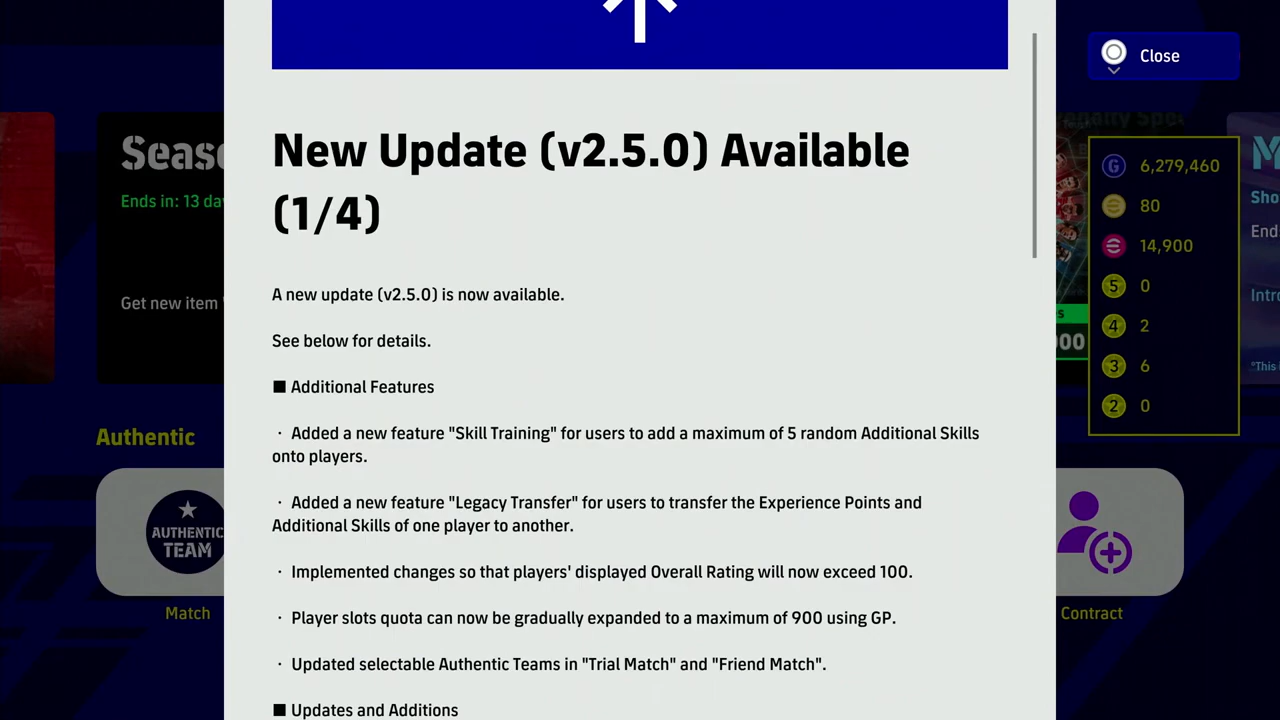 Close
New Update (v2.5.0) Available
(1/4)
A new update (v2.5.0) is now available.
See below for details.
■ Additional Features
・ Added a new feature "Skill Training" for users to add a maximum of 5 random Additional Skills
onto players.
・ Added a new feature "Legacy Transfer" for users to transfer the Experience Points and
Additional Skills of one player to another.
・ Implemented changes so that players' displayed Overall Rating will now exceed 100.
・ Player slots quota can now be gradually expanded to a maximum of 900 using GP.
・ Updated selectable Authentic Teams in "Trial Match" and "Friend Match".
■ Updates and Additions
Seas
Ends in: 13 da
Get new item
Authentic
AUTHENTIC
TEAM
Match
G 6,279,460
80
14,900
5 0
4 2
3 6
2 0
Sho
Ends
Intro
*This i
Contract